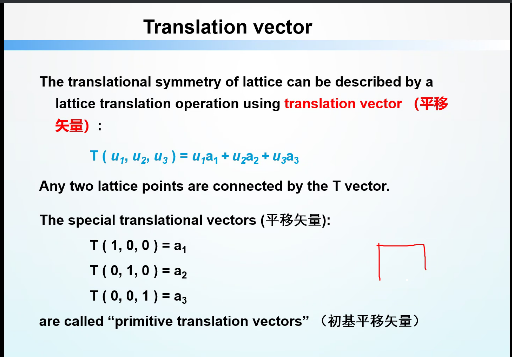 Translation vector
The translational symmetry of lattice can be described by a
lattice translation operation using translation vector （平移
矢量）:
T ( u₁, u₂, u₃ ) = u₁a₁ + u₂a₂ + u₃a₃
Any two lattice points are connected by the T vector.
The special translational vectors (平移矢量):
T ( 1, 0, 0 ) = a₁
T ( 0, 1, 0 ) = a₂
T ( 0, 0, 1 ) = a₃
are called “primitive translation vectors” （初基平移矢量）